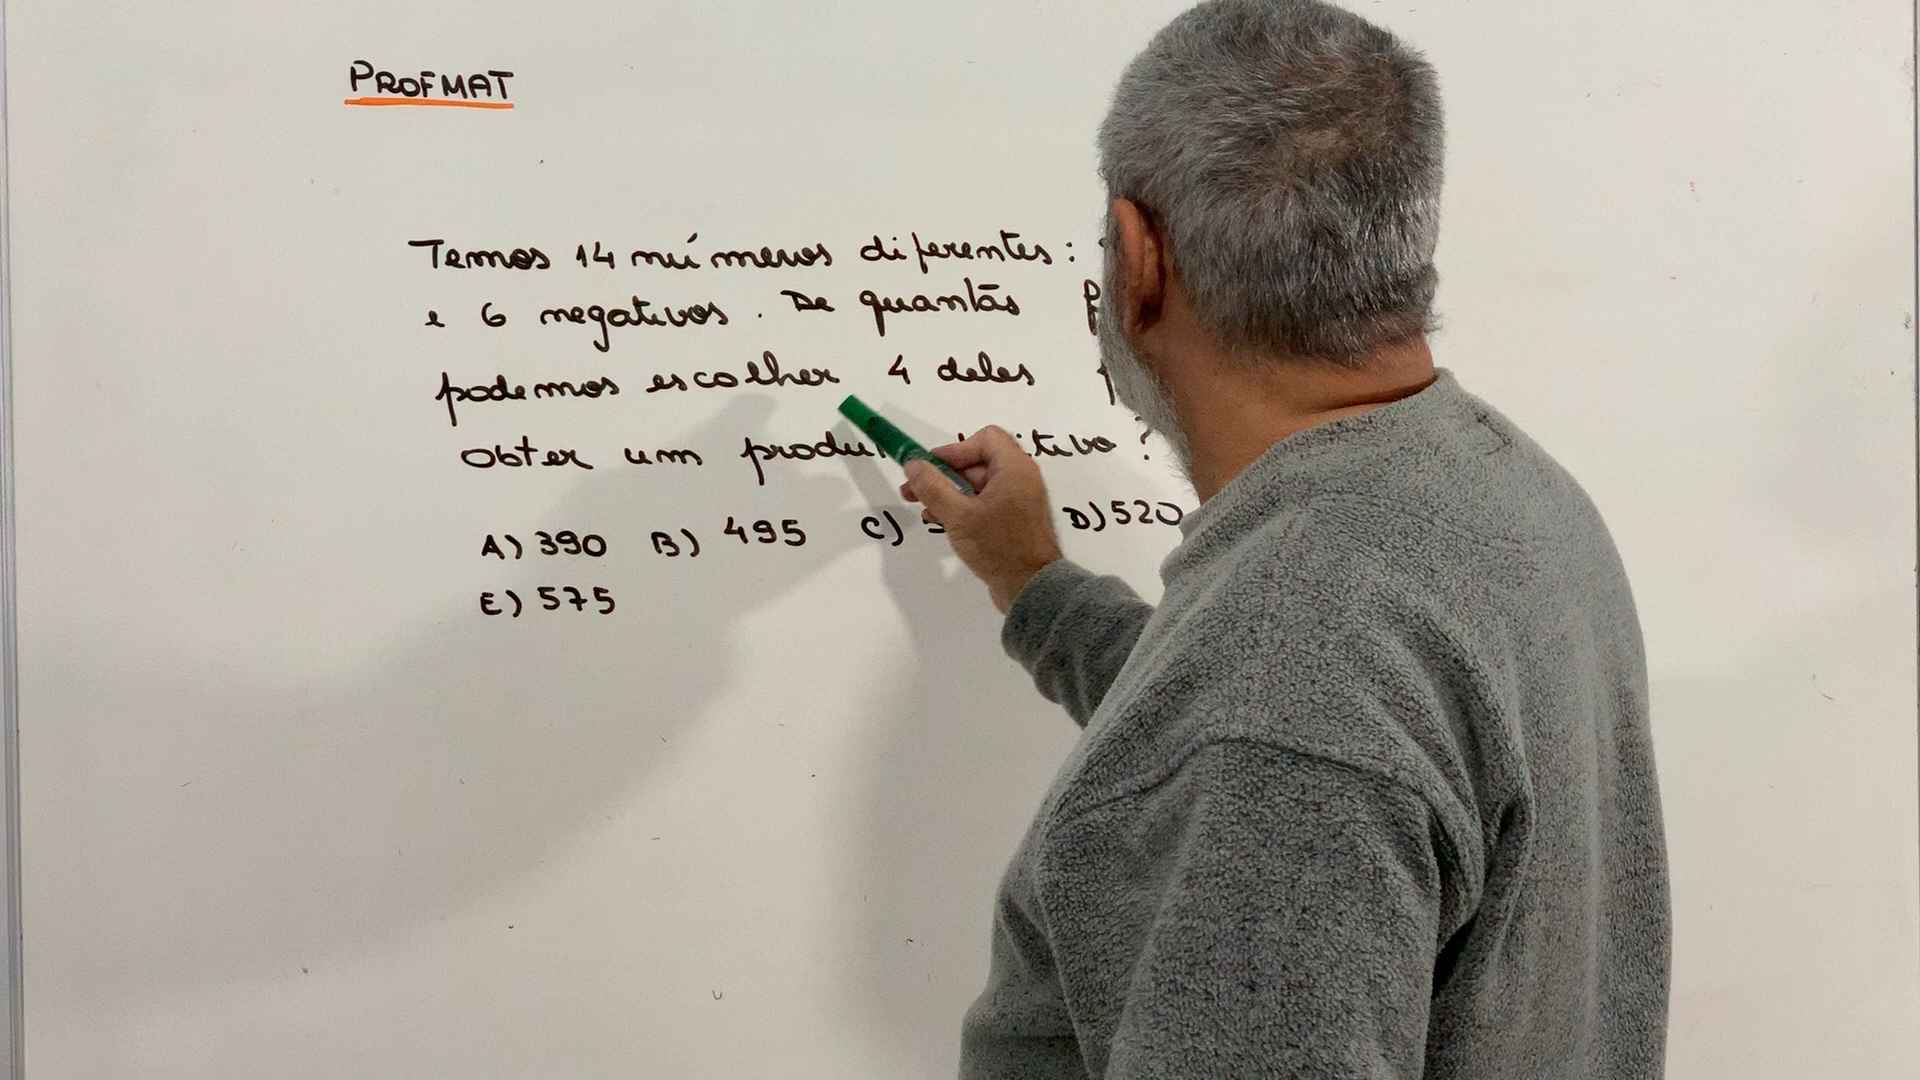 PROFMAT
Temos 14 números diferentes:
e 6 negativos. De quantas
podemos escolher 4 deles
obter um ?
A) 390 B) 495 C) D) 520
E) 575